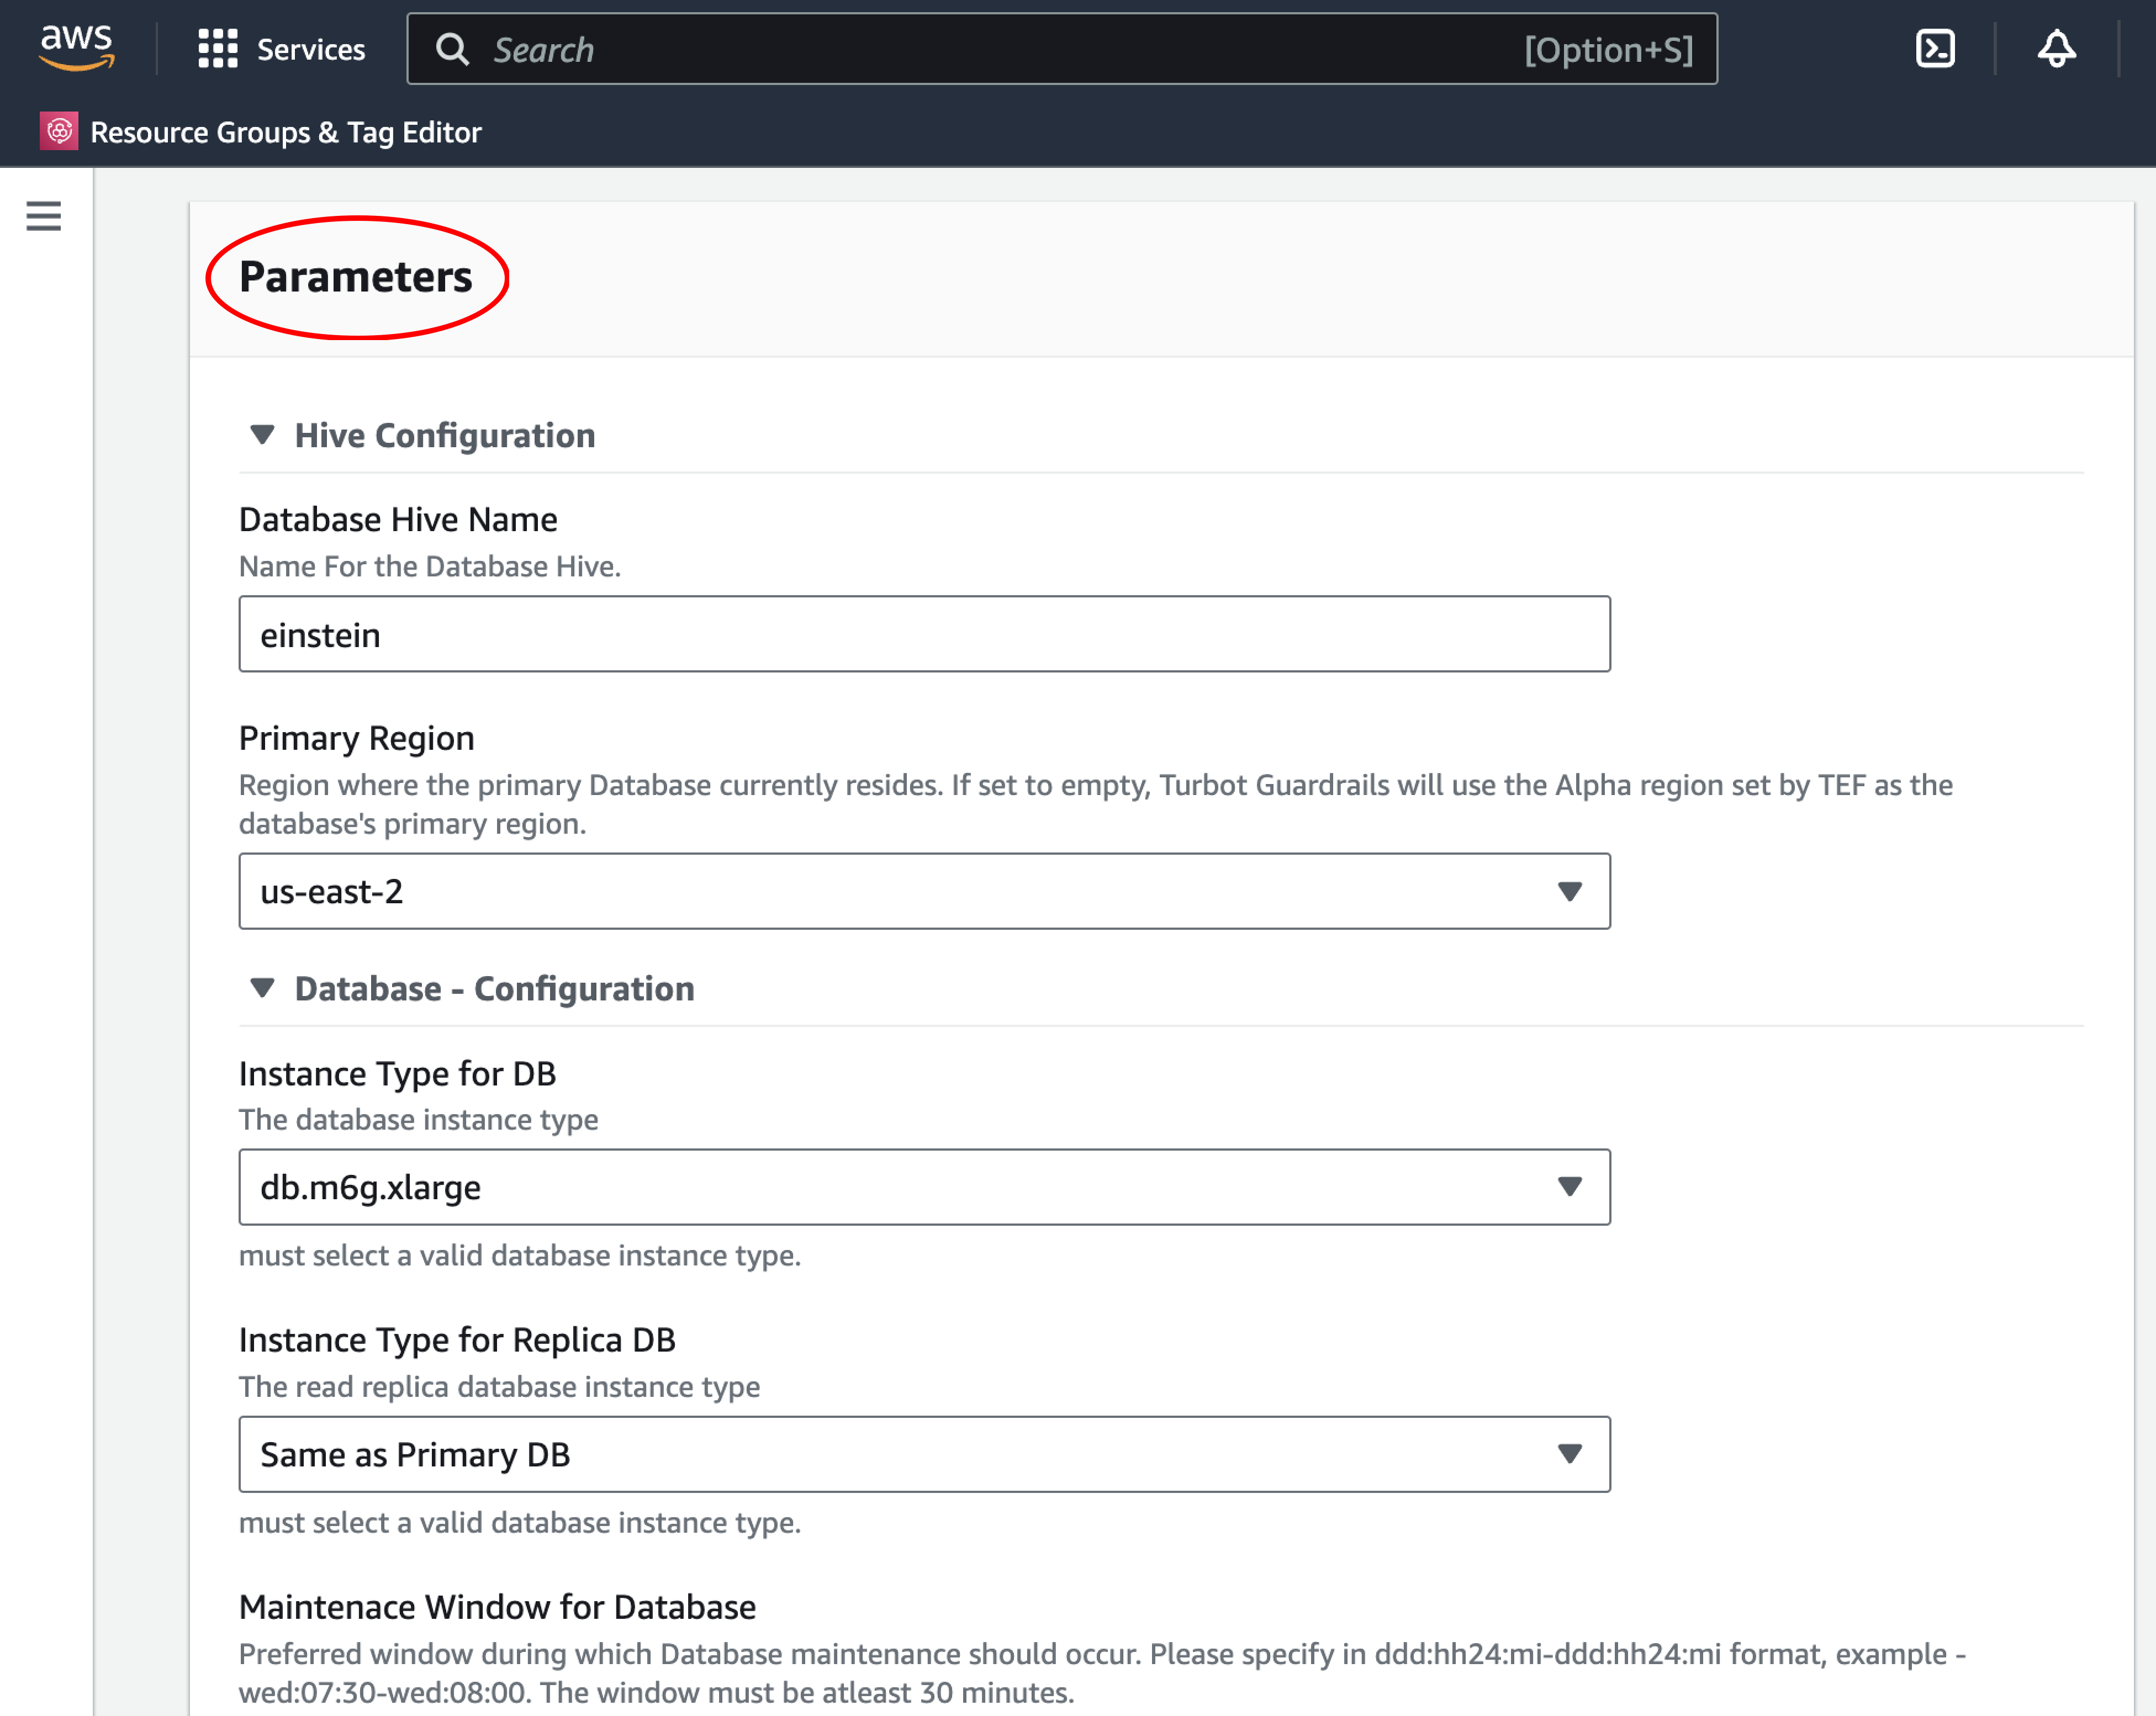 aws
Services
Search
[Option+S]
Resource Groups & Tag Editor
Parameters
Hive Configuration
Database Hive Name
Name For the Database Hive.
einstein
Primary Region
Region where the primary Database currently resides. If set to empty, Turbot Guardrails will use the Alpha region set by TEF as the
database's primary region.
us-east-2
Database - Configuration
Instance Type for DB
The database instance type
db.m6g.xlarge
must select a valid database instance type.
Instance Type for Replica DB
The read replica database instance type
Same as Primary DB
must select a valid database instance type.
Maintenace Window for Database
Preferred window during which Database maintenance should occur. Please specify in ddd:hh24:mi-ddd:hh24:mi format, example -
wed:07:30-wed:08:00. The window must be atleast 30 minutes.